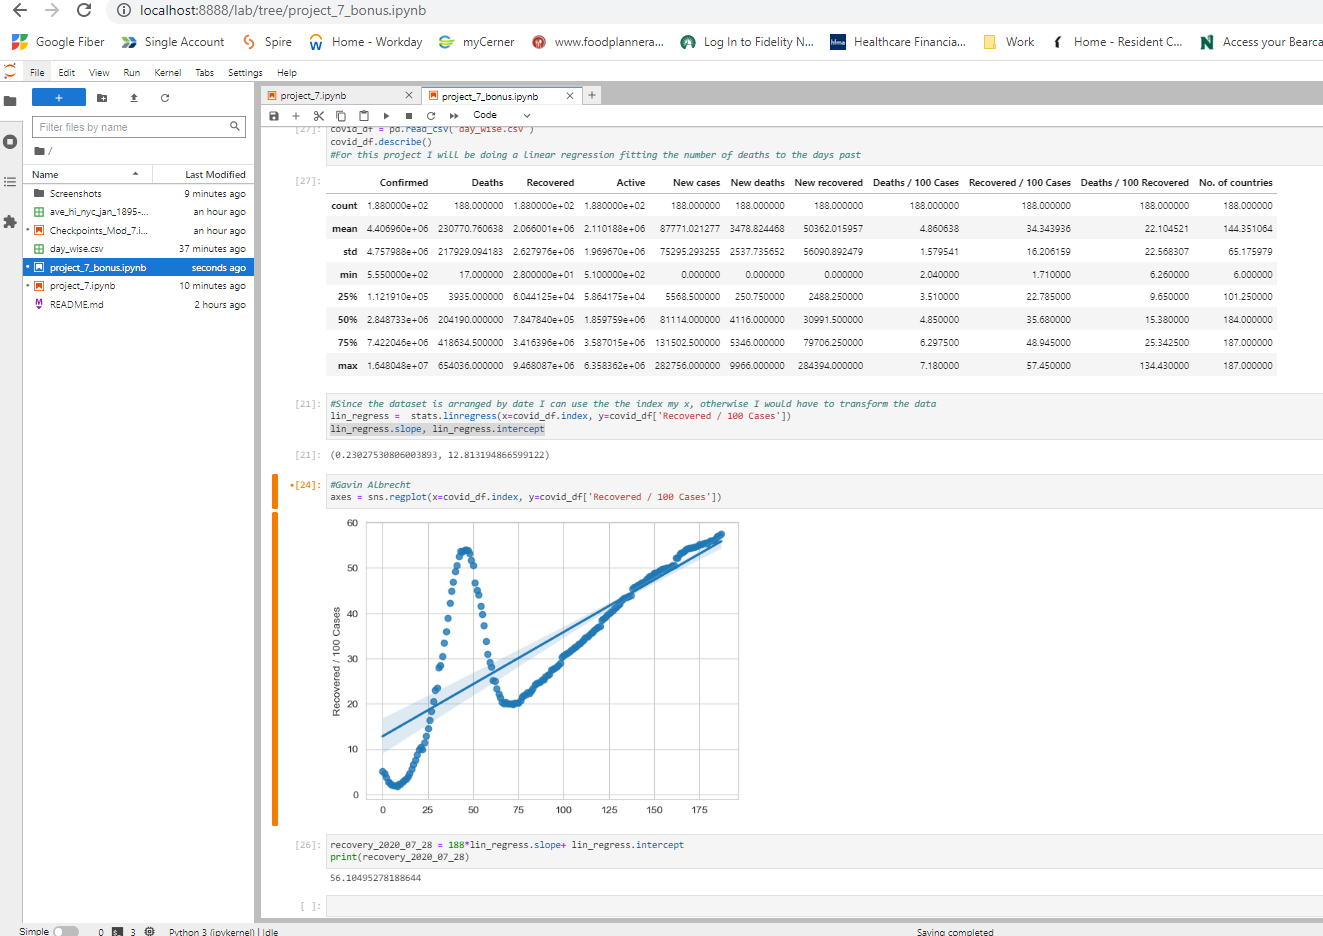 localhost:8888/lab/tree/project_7_bonus.ipynb
Google Fiber Single Account Spire Home - Workday myCerner www.foodplannera... Log In to Fidelity N... hfma Healthcare Financia... Work Home - Resident C... Access your Bearca
File Edit View Run Kernel Tabs Settings Help
project_7.ipynb project_7_bonus.ipynb
Code
Filter files by name
/
Name Last Modified
Screenshots 9 minutes ago
ave_hi_nyc_jan_1895-... an hour ago
Checkpoints_Mod_7.i... an hour ago
day_wise.csv 37 minutes ago
project_7_bonus.ipynb seconds ago
project_7.ipynb 10 minutes ago
README.md 2 hours ago
[27]: covid_df = pd.read_csv('day_wise.csv')
covid_df.describe()
#For this project I will be doing a linear regression fitting the number of deaths to the days past
[27]: Confirmed Deaths Recovered Active New cases New deaths New recovered Deaths / 100 Cases Recovered / 100 Cases Deaths / 100 Recovered No. of countries
count 1.880000e+02 188.000000 1.880000e+02 1.880000e+02 188.000000 188.000000 188.000000 188.000000 188.000000 188.000000 188.000000
mean 4.406960e+06 230770.760638 2.066001e+06 2.110188e+06 87771.021277 3478.824468 50362.015957 4.860638 34.343936 22.104521 144.351064
std 4.757988e+06 217929.094183 2.627976e+06 1.969670e+06 75295.293255 2537.735652 56090.892479 1.579541 16.206159 22.568307 65.175979
min 5.550000e+02 17.000000 2.800000e+01 5.100000e+02 0.000000 0.000000 0.000000 2.040000 1.710000 6.260000 6.000000
25% 1.121910e+05 3935.000000 6.044125e+04 5.864175e+04 5568.500000 250.750000 2488.250000 3.510000 22.785000 9.650000 101.250000
50% 2.848733e+06 204190.000000 7.847840e+05 1.859759e+06 81114.000000 4116.000000 30991.500000 4.850000 35.680000 15.380000 184.000000
75% 7.422046e+06 418634.500000 3.416396e+06 3.587015e+06 131502.500000 5346.000000 79706.250000 6.297500 48.945000 25.342500 187.000000
max 1.648048e+07 654036.000000 9.468087e+06 6.358362e+06 282756.000000 9966.000000 284394.000000 7.180000 57.450000 134.430000 187.000000
[21]: #Since the dataset is arranged by date I can use the the index my x, otherwise I would have to transform the data
lin_regress =  stats.linregress(x=covid_df.index, y=covid_df['Recovered / 100 Cases'])
lin_regress.slope, lin_regress.intercept
[21]: (0.23027530806003893, 12.813194866599122)
[24]: #Gavin Albrecht
axes = sns.regplot(x=covid_df.index, y=covid_df['Recovered / 100 Cases'])
60
50
40
30
20
10
0
Recovered / 100 Cases
0 25 50 75 100 125 150 175
[26]: recovery_2020_07_28 = 188*lin_regress.slope+ lin_regress.intercept
print(recovery_2020_07_28)
56.10495278188644
[ ]:
Simple 0 3 Python 3 (ipykernel) | Idle Saving completed